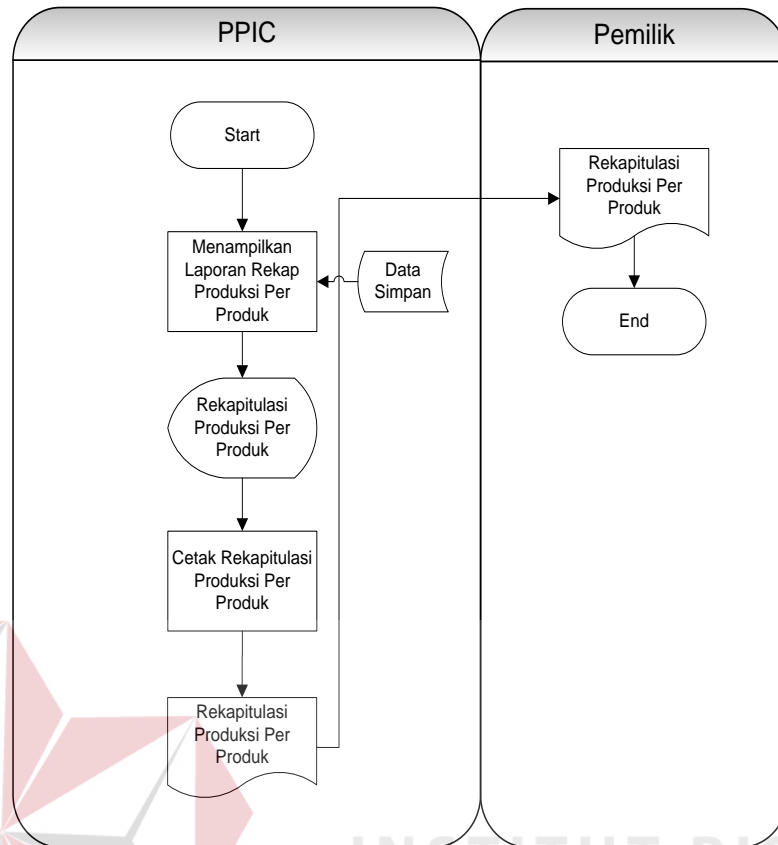 PPIC
Pemilik
Start
Menampilkan
Laporan Rekap
Produksi Per
Produk
Data
Simpan
Rekapitulasi
Produksi Per
Produk
Cetak Rekapitulasi
Produksi Per
Produk
Rekapitulasi
Produksi Per
Produk
Rekapitulasi
Produksi Per
Produk
End